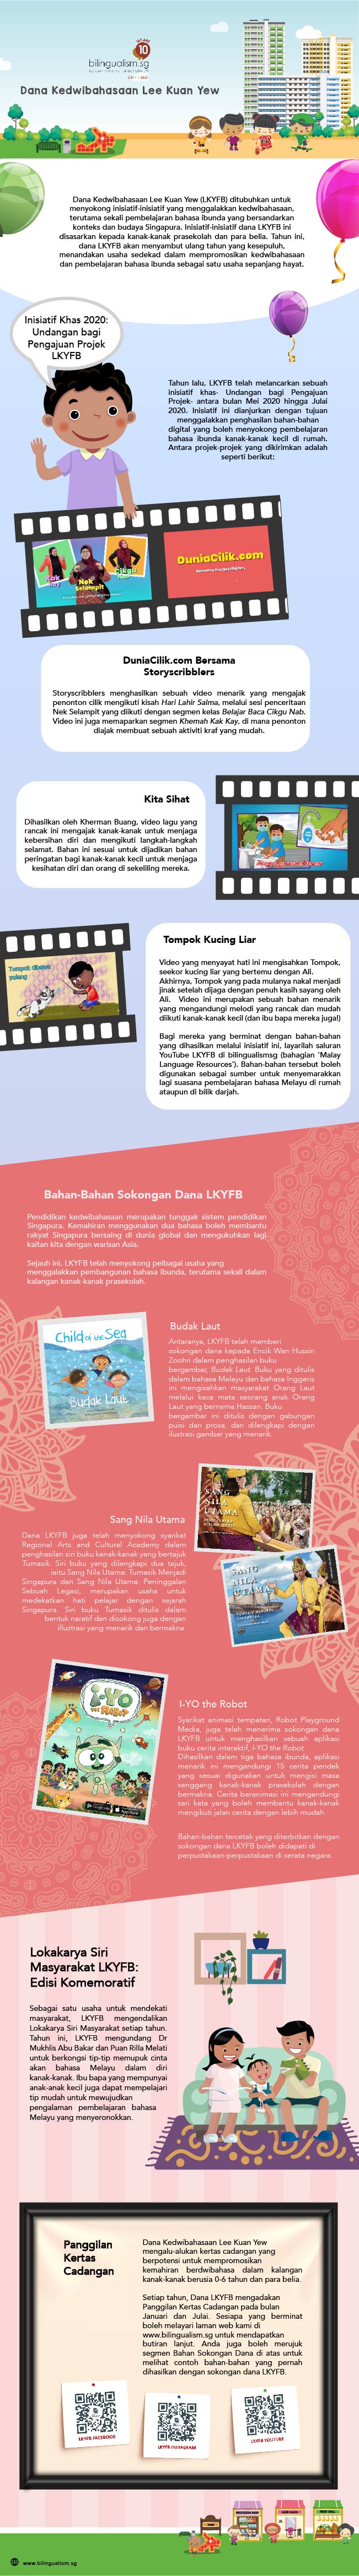 10
bilingualism.sg
Dana Kedwibahasaan Lee Kuan Yew
Dana Kedwibahasaan Lee Kuan Yew (LKYFB) ditubuhkan untuk
menyokong inisiatif-inisiatif yang menggalakkan kedwibahasaan,
terutama sekali pembelajaran bahasa ibunda yang bersandarkan
konteks dan budaya Singapura. Inisiatif-inisiatif dana LKYFB ini
disasarkan kepada kanak-kanak prasekolah dan para belia. Tahun ini,
dana LKYFB akan menyambut ulang tahun yang kesepuluh,
menandakan usaha sedekad dalam mempromosikan kedwibahasaan
dan pembelajaran bahasa ibunda sebagai satu usaha sepanjang hayat.
Inisiatif Khas 2020:
Undangan bagi
Pengajuan Projek
LKYFB
Tahun lalu, LKYFB telah melancarkan sebuah
inisiatif khas- Undangan bagi Pengajuan
Projek- antara bulan Mei 2020 hingga Julai
2020. Inisiatif ini dianjurkan dengan tujuan
menggalakkan penghasilan bahan-bahan
digital yang boleh menyokong pembelajaran
bahasa ibunda kanak-kanak kecil di rumah.
Antara projek-projek yang dikirimkan adalah
seperti berikut:
Kak Kay
Nek Selampit
Cikgu Nab
DuniaCilik.com
DuniaCilik.com Bersama
Storyscribblers
Storyscribblers menghasilkan sebuah video menarik yang mengajak
penonton cilik mengikuti kisah Hari Lahir Salma, melalui sesi penceritaan
Nek Selampit yang diikuti dengan kelas Belajar Baca Cikgu Nab.
Video ini juga memaparkan segmen Khemah Kak Kay, di mana penonton
diajak membuat sebuah aktiviti kraf yang mudah.
Kita Sihat
Dihasilkan oleh Kherman Buang, video lagu yang
rancak ini mengajak kanak-kanak untuk menjaga
kebersihan diri dan mengikuti langkah-langkah
selamat. Bahan ini sesuai untuk dijadikan bahan
peringatan bagi kanak-kanak kecil untuk menjaga
kesihatan diri dan orang di sekeliling mereka.
Tompok dibawa
pulang
Tompok Kucing Liar
Video yang menyayat hati ini mengisahkan Tompok,
seekor kucing liar yang bertemu dengan Ali.
Akhirnya, Tompok yang pada mulanya nakal menjadi
jinak setelah dijaga dengan penuh kasih sayang oleh
Ali. Video ini merupakan sebuah bahan menarik
yang mengandungi melodi yang rancak dan mudah
diikuti kanak-kanak kecil (dan ibu bapa mereka juga!)
Bagi mereka yang berminat dengan bahan-bahan
yang dihasilkan melalui inisiatif ini, layarilah saluran
YouTube LKYFB di bilingualismsg (bahagian 'Malay
Language Resources'). Bahan-bahan tersebut boleh
digunakan sebagai sumber untuk menyemarakkan
lagi suasana pembelajaran bahasa Melayu di rumah
ataupun di bilik darjah.
Bahan-Bahan Sokongan Dana LKYFB
Pendidikan kedwibahasaan merupakan tunggak sistem pendidikan
Singapura. Kemahiran menggunakan dua bahasa boleh membantu
rakyat Singapura bersaing di dunia global dan mengukuhkan lagi
kaitan kita dengan warisan Asia.
Sejauh ini, LKYFB telah menyokong pelbagai usaha yang
menggalakkan pembangunan bahasa ibunda, terutama sekali dalam
kalangan kanak-kanak prasekolah.
Child of the Sea
Budak Laut
Budak Laut
Antaranya, LKYFB telah memberi
sokongan dana kepada Encik Wan Hussin
Zoohri dalam penghasilan buku
bergambar, Budak Laut. Buku yang ditulis
dalam bahasa Melayu dan bahasa Inggeris
ini mengisahkan masyarakat Orang Laut
melalui kaca mata seorang anak Orang
Laut yang bernama Hassan. Buku
bergambar ini ditulis dengan gabungan
puisi dan prosa, dan dilengkapi dengan
ilustrasi gambar yang menarik.
Sang Nila Utama
Dana LKYFB juga telah menyokong syarikat
Regional Arts and Cultural Academy dalam
penghasilan siri buku kanak-kanak yang bertajuk
Tumasik. Siri buku yang dilengkapi dua tajuk,
iaitu Sang Nila Utama: Tumasik Menjadi
Singapura dan Sang Nila Utama: Peninggalan
Sebuah Legasi, merupakan usaha untuk
medekatkan hati pelajar dengan sejarah
Singapura. Siri buku Tumasik ditulis dalam
bentuk naratif dan disokong juga dengan
illustrasi yang menarik dan bermakna.
SANG
NILA
UTAMA
SANG
NILA
UTAMA
I-YO
THE ROBOT
I-YO the Robot
Syarikat animasi tempatan, Robot Playground
Media, juga telah menerima sokongan dana
LKYFB untuk menghasilkan sebuah aplikasi
buku cerita interaktif, I-YO the Robot.
Dihasilkan dalam tiga bahasa ibunda, aplikasi
menarik ini mengandungi 15 cerita pendek
yang sesuai digunakan untuk mengisi masa
senggang kanak-kanak prasekolah dengan
bermakna. Cerita beranimasi ini mengandungi
sari kata yang boleh membantu kanak-kanak
mengikuti jalan cerita dengan lebih mudah.
Bahan-bahan tercetak yang diterbitkan dengan
sokongan dana LKYFB boleh didapati di
perpustakaan-perpustakaan di serata negara.
Lokakarya Siri
Masyarakat LKYFB:
Edisi Komemoratif
Sebagai satu usaha untuk mendekati
masyarakat, LKYFB mengendalikan
Lokakarya Siri Masyarakat setiap tahun.
Tahun ini, LKYFB mengundang Dr
Mukhlis Abu Bakar dan Puan Rilla Melati
untuk berkongsi tip-tip memupuk cinta
akan bahasa Melayu dalam diri
kanak-kanak. Ibu bapa yang mempunyai
anak-anak kecil juga dapat mempelajari
tip mudah untuk mewujudkan
pengalaman pembelajaran bahasa
Melayu yang menyeronokkan.
Panggilan
Kertas
Cadangan
Dana Kedwibahasaan Lee Kuan Yew
mengalu-alukan kertas cadangan yang
berpotensi untuk mempromosikan
kemahiran berdwibahasa dalam kalangan
kanak-kanak berusia 0-6 tahun dan para belia.
Setiap tahun, Dana LKYFB mengadakan
Panggilan Kertas Cadangan pada bulan
Januari dan Julai. Sesiapa yang berminat
boleh melayari laman web kami di
www.bilingualism.sg untuk mendapatkan
butiran lanjut. Anda juga boleh merujuk
segmen Bahan Sokongan Dana di atas untuk
melihat contoh bahan-bahan yang pernah
dihasilkan dengan sokongan dana LKYFB.
LKYFB FACEBOOK
LKYFB INSTAGRAM
LKYFB YOUTUBE
www.bilingualism.sg